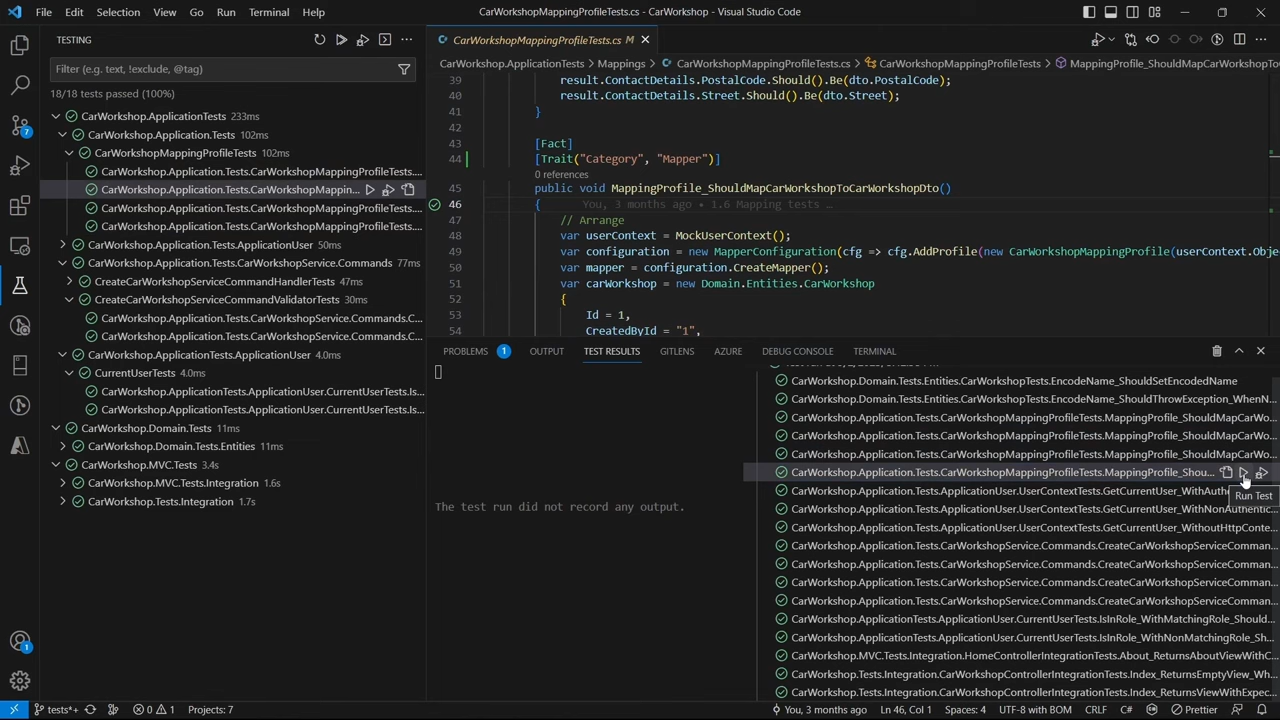 File Edit Selection View Go Run Terminal Help
CarWorkshopMappingProfileTests.cs - CarWorkshop - Visual Studio Code
TESTING
Filter (e.g. text, !exclude, @tag)
18/18 tests passed (100%)
CarWorkshop.ApplicationTests 233ms
CarWorkshop.Application.Tests 102ms
CarWorkshopMappingProfileTests 102ms
CarWorkshop.Application.Tests.CarWorkshopMappingProfileTests....
CarWorkshop.Application.Tests.CarWorkshopMappin...
CarWorkshop.Application.Tests.CarWorkshopMappingProfileTests....
CarWorkshop.Application.Tests.CarWorkshopMappingProfileTests....
CarWorkshop.Application.Tests.ApplicationUser 50ms
CarWorkshop.Application.Tests.CarWorkshopService.Commands 77ms
CreateCarWorkshopServiceCommandHandlerTests 47ms
CreateCarWorkshopServiceCommandValidatorTests 30ms
CarWorkshop.Application.Tests.CarWorkshopService.Commands.C...
CarWorkshop.Application.Tests.CarWorkshopService.Commands.C...
CarWorkshop.ApplicationTests.ApplicationUser 4.0ms
CurrentUserTests 4.0ms
CarWorkshop.ApplicationTests.ApplicationUser.CurrentUserTests.Is...
CarWorkshop.ApplicationTests.ApplicationUser.CurrentUserTests.Is...
CarWorkshop.Domain.Tests 11ms
CarWorkshop.Domain.Tests.Entities 11ms
CarWorkshop.MVC.Tests 3.4s
CarWorkshop.MVC.Tests.Integration 1.6s
CarWorkshop.Tests.Integration 1.7s
7
1
CarWorkshopMappingProfileTests.cs M
CarWorkshop.ApplicationTests > Mappings > CarWorkshopMappingProfileTests.cs > CarWorkshopMappingProfileTests > MappingProfile_ShouldMapCarWorkshopTo
39 result.ContactDetails.PostalCode.Should().Be(dto.PostalCode);
40 result.ContactDetails.Street.Should().Be(dto.Street);
41 }
42
43 [Fact]
44 [Trait("Category", "Mapper")]
0 references
45 public void MappingProfile_ShouldMapCarWorkshopToCarWorkshopDto()
46 { You, 3 months ago • 1.6 Mapping tests …
47 // Arrange
48 var userContext = MockUserContext();
49 var configuration = new MapperConfiguration(cfg => cfg.AddProfile(new CarWorkshopMappingProfile(userContext.Obje
50 var mapper = configuration.CreateMapper();
51 var carWorkshop = new Domain.Entities.CarWorkshop
52 {
53 Id = 1,
54 CreatedById = "1",
PROBLEMS 1 OUTPUT TEST RESULTS GITLENS AZURE DEBUG CONSOLE TERMINAL
The test run did not record any output.
CarWorkshop.Domain.Tests.Entities.CarWorkshopTests.EncodeName_ShouldSetEncodedName
CarWorkshop.Domain.Tests.Entities.CarWorkshopTests.EncodeName_ShouldThrowException_WhenN...
CarWorkshop.Application.Tests.CarWorkshopMappingProfileTests.MappingProfile_ShouldMapCarWo...
CarWorkshop.Application.Tests.CarWorkshopMappingProfileTests.MappingProfile_ShouldMapCarWo...
CarWorkshop.Application.Tests.CarWorkshopMappingProfileTests.MappingProfile_ShouldMapCarWo...
CarWorkshop.Application.Tests.CarWorkshopMappingProfileTests.MappingProfile_Shou...
CarWorkshop.Application.Tests.ApplicationUser.UserContextTests.GetCurrentUser_WithAuthe
Run Test
CarWorkshop.Application.Tests.ApplicationUser.UserContextTests.GetCurrentUser_WithNonAuthentic...
CarWorkshop.Application.Tests.ApplicationUser.UserContextTests.GetCurrentUser_WithoutHttpConte...
CarWorkshop.Application.Tests.CarWorkshopService.Commands.CreateCarWorkshopServiceComman...
CarWorkshop.Application.Tests.CarWorkshopService.Commands.CreateCarWorkshopServiceComman...
CarWorkshop.Application.Tests.CarWorkshopService.Commands.CreateCarWorkshopServiceComman...
CarWorkshop.Application.Tests.CarWorkshopService.Commands.CreateCarWorkshopServiceComman...
CarWorkshop.ApplicationTests.ApplicationUser.CurrentUserTests.IsInRole_WithMatchingRole_Should...
CarWorkshop.ApplicationTests.ApplicationUser.CurrentUserTests.IsInRole_WithNonMatchingRole_Sh...
CarWorkshop.MVC.Tests.Integration.HomeControllerIntegrationTests.About_ReturnsAboutViewWithC...
CarWorkshop.Tests.Integration.CarWorkshopControllerIntegrationTests.Index_ReturnsEmptyView_Wh...
CarWorkshop.Tests.Integration.CarWorkshopControllerIntegrationTests.Index_ReturnsViewWithExpec...
tests* 0 1 Projects: 7 You, 3 months ago Ln 46, Col 1 Spaces: 4 UTF-8 with BOM CRLF C# Prettier